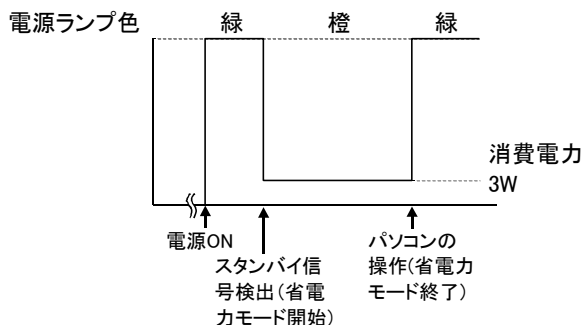 電源ランプ色
緑
橙
緑
消費電力
3W
電源ON
スタンバイ信
号検出(省電
力モード開始)
パソコンの
操作(省電力
モード終了)